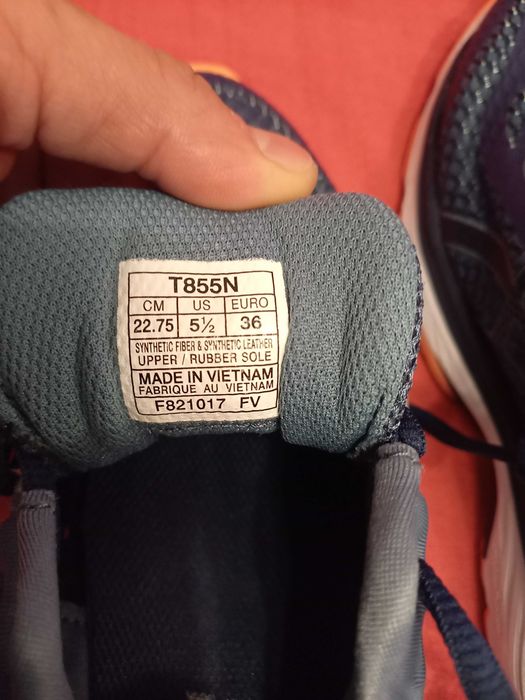 T855N
CM US EURO
22.75 5½ 36
SYNTHETIC FIBER & SYNTHETIC LEATHER
UPPER / RUBBER SOLE
MADE IN VIETNAM
FABRIQUE AU VIETNAM
F821017 FV